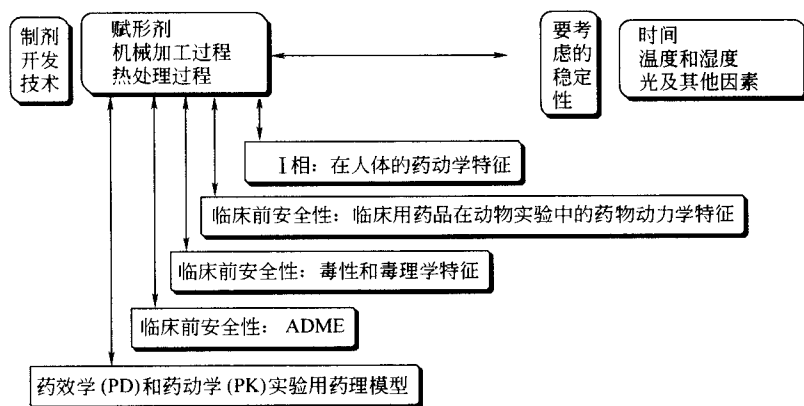 制剂
开发
技术
赋形剂
机械加工过程
热处理过程
要考
虑的
稳定
性
时间
温度和湿度
光及其他因素
Ⅰ相：在人体的药动学特征
临床前安全性：临床用药品在动物实验中的药物动力学特征
临床前安全性：毒性和毒理学特征
临床前安全性：ADME
药效学(PD)和药动学(PK)实验用药理模型